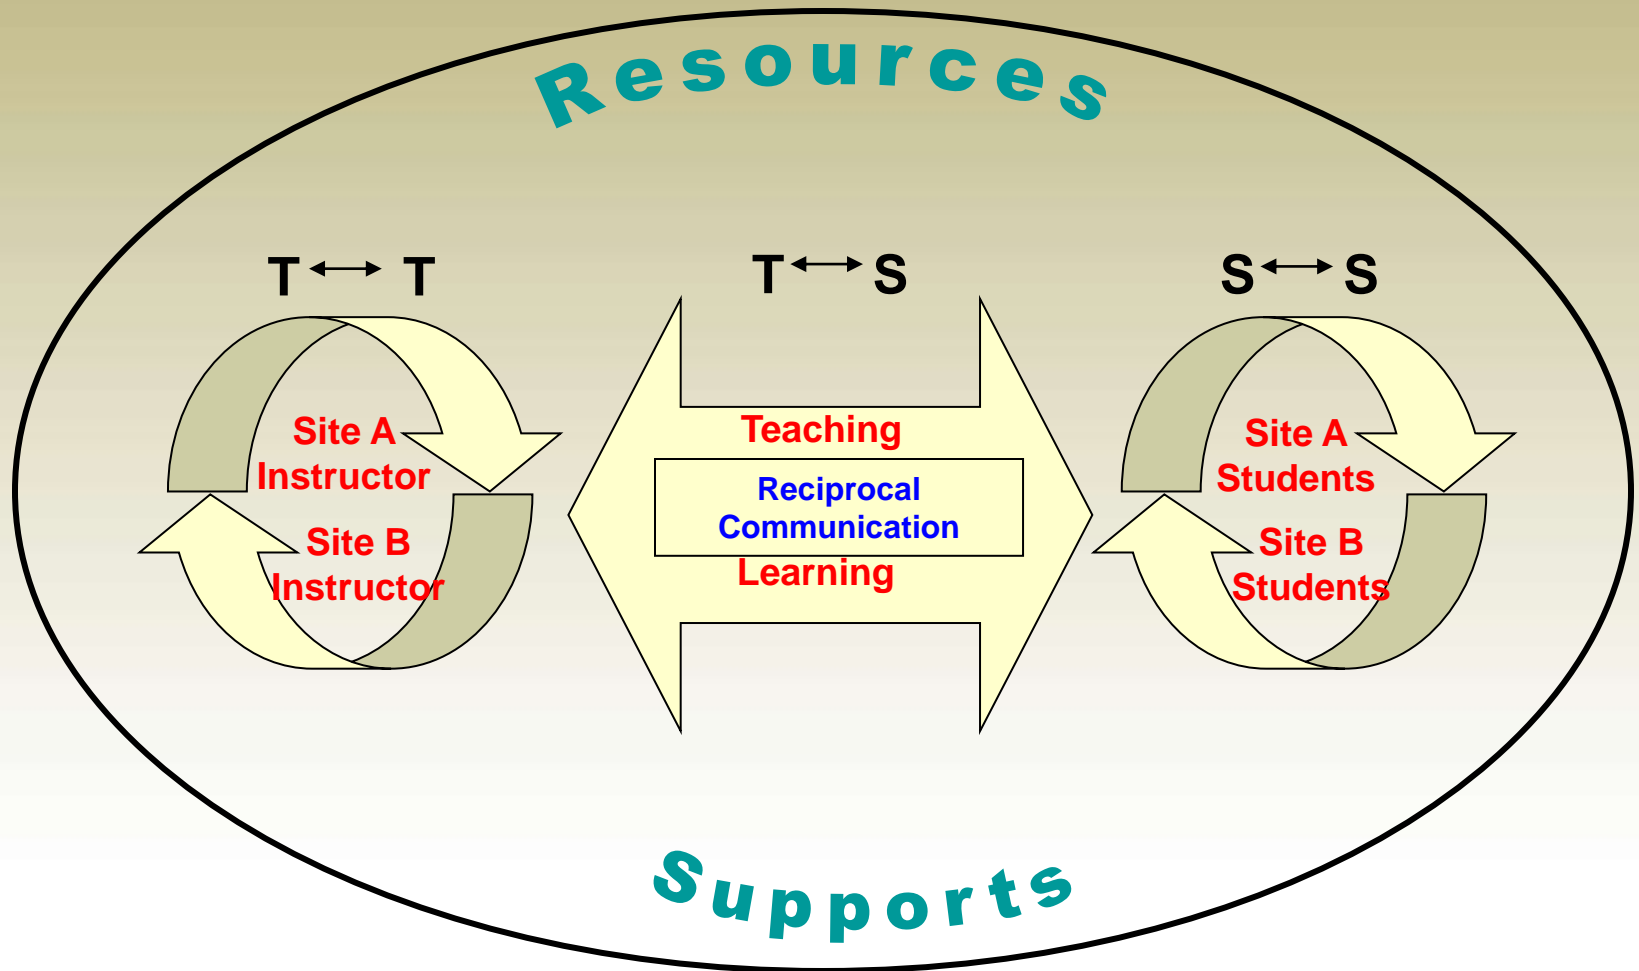 Resources
T T
T S
S S
Site A
Instructor
Site B
Instructor
Teaching
Reciprocal
Communication
Learning
Site A
Students
Site B
Students
Supports